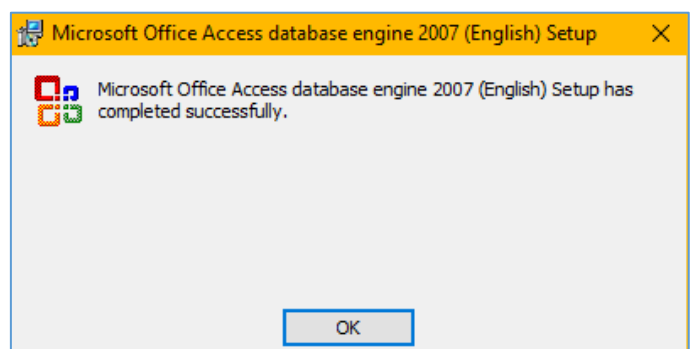 Microsoft Office Access database engine 2007 (English) Setup
Microsoft Office Access database engine 2007 (English) Setup has
completed successfully.
OK